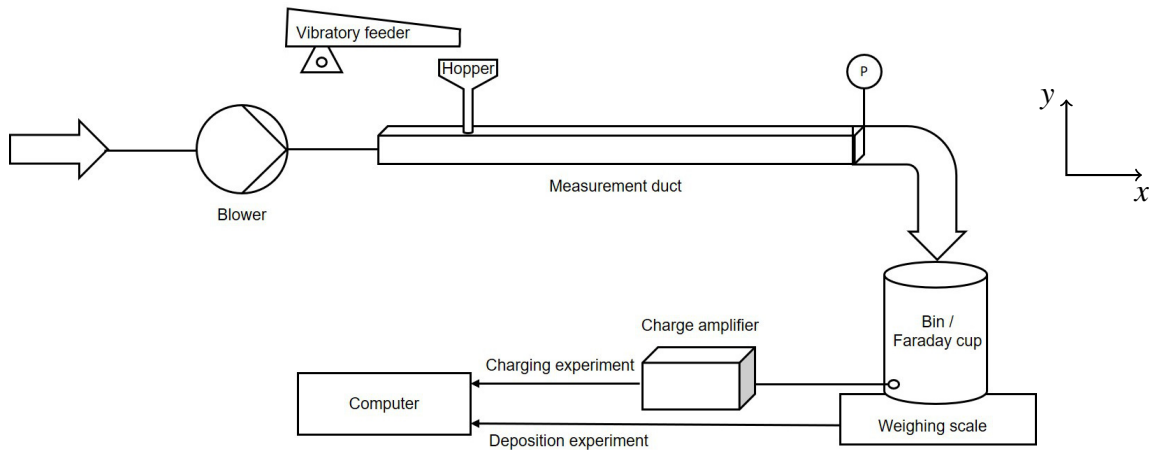 Vibratory feeder
Hopper
P
y
x
Blower
Measurement duct
Bin /
Faraday cup
Charge amplifier
Charging experiment
Computer
Weighing scale
Deposition experiment